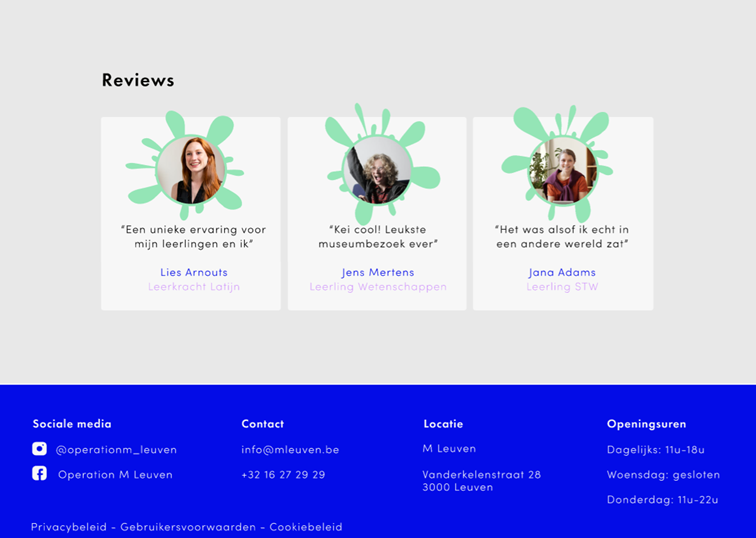 Reviews
“Een unieke ervaring voor
mijn leerlingen en ik”
Lies Arnouts
Leerkracht Latijn
“Kei cool! Leukste
museumbezoek ever”
Jens Mertens
Leerling Wetenschappen
“Het was alsof ik echt in
een andere wereld zat”
Jana Adams
Leerling STW
Sociale media
@operationm_leuven
Operation M Leuven
Contact
info@mleuven.be
+32 16 27 29 29
Locatie
M Leuven
Vanderkelenstraat 28
3000 Leuven
Openingsuren
Dagelijks: 11u-18u
Woensdag: gesloten
Donderdag: 11u-22u
Privacybeleid - Gebruikersvoorwaarden - Cookiebeleid